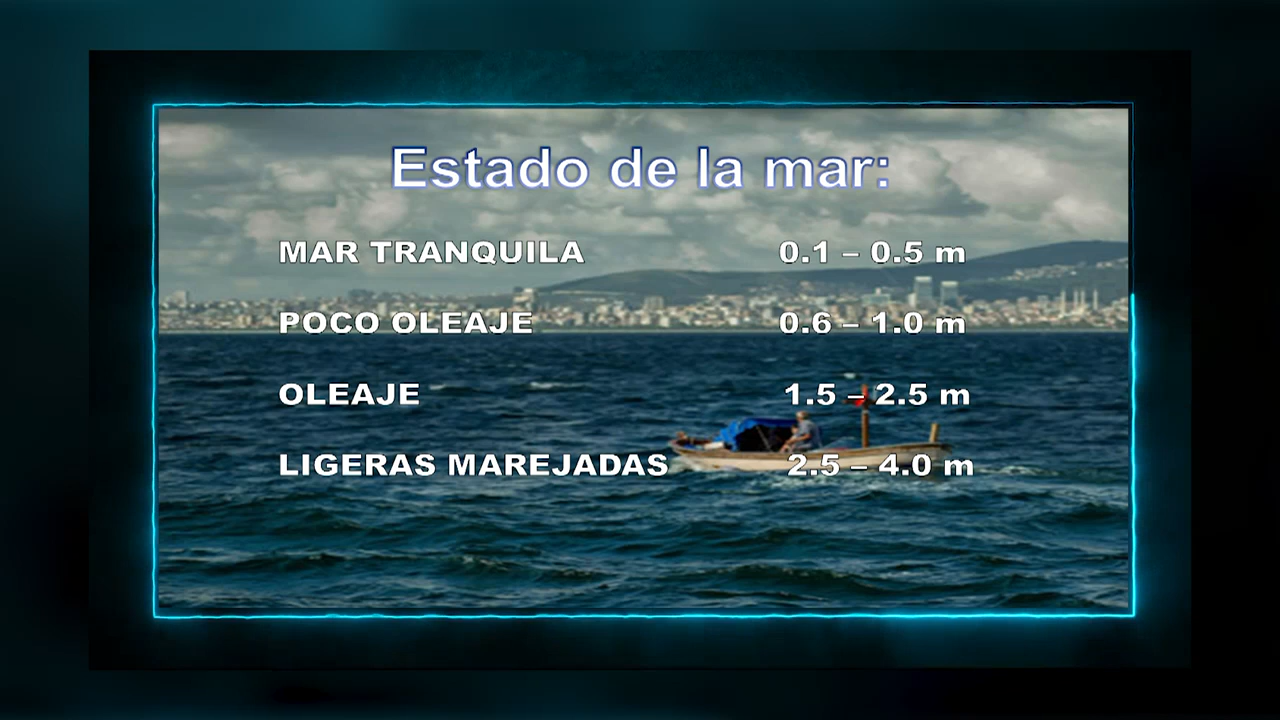 Estado de la mar:
MAR TRANQUILA 0.1 – 0.5 m
POCO OLEAJE 0.6 – 1.0 m
OLEAJE 1.5 – 2.5 m
LIGERAS MAREJADAS 2.5 – 4.0 m